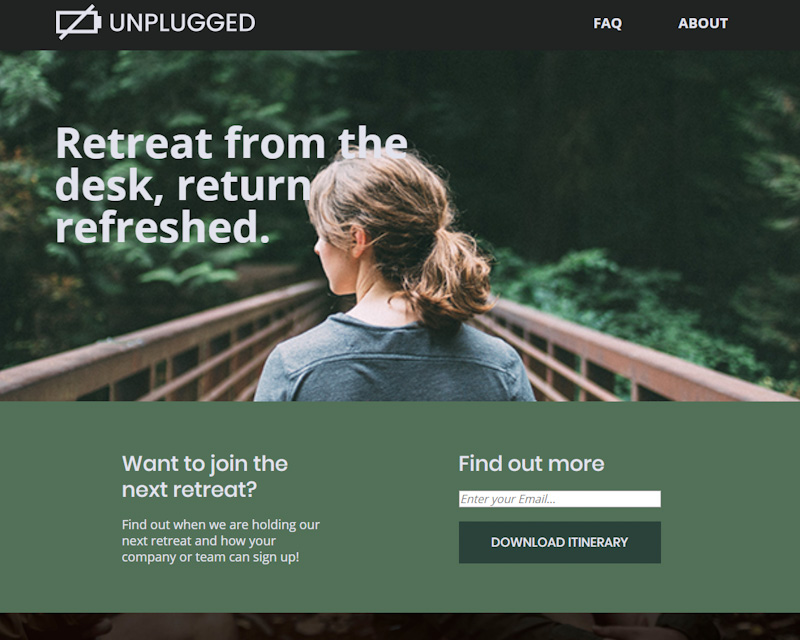 UNPLUGGED
FAQ
ABOUT
Retreat from the
desk, return
refreshed.
Want to join the
next retreat?
Find out when we are holding our
next retreat and how your
company or team can sign up!
Find out more
Enter your Email...
DOWNLOAD ITINERARY